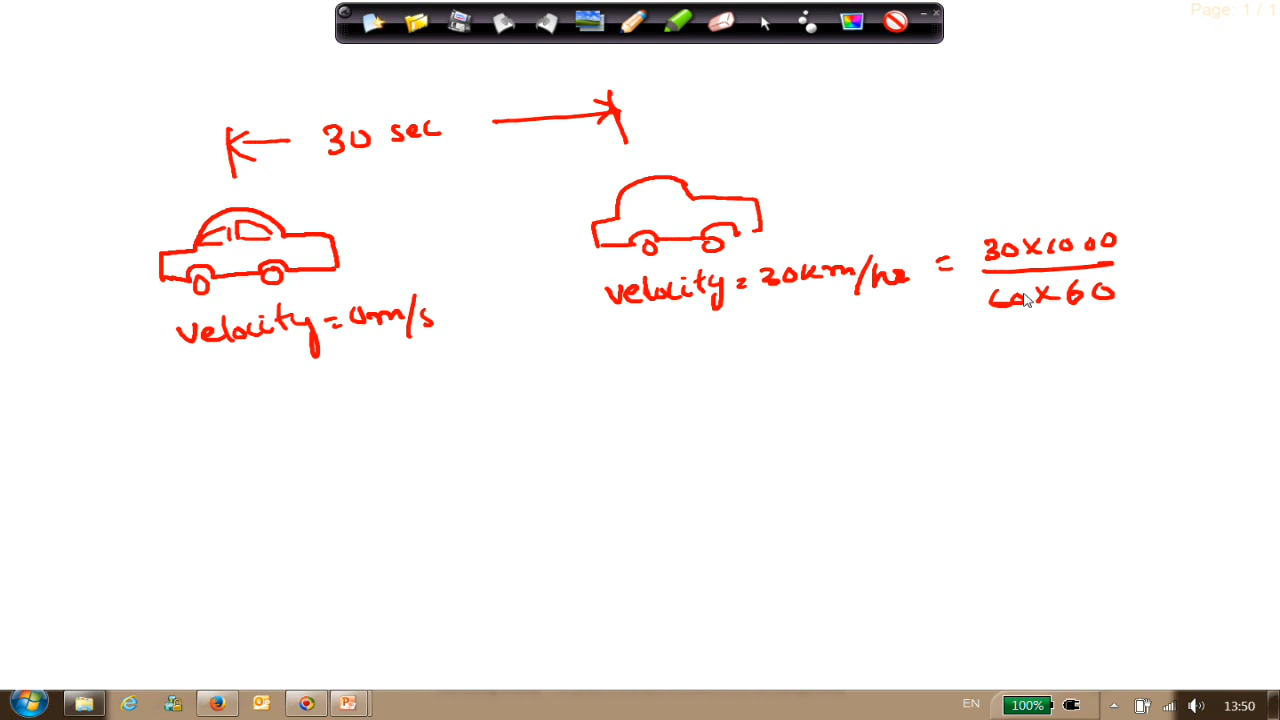 Page: 1 / 1
30 sec
velocity = 0m/s
velocity = 30km/hr = 30×1000
60×60
EN
100%
13:50